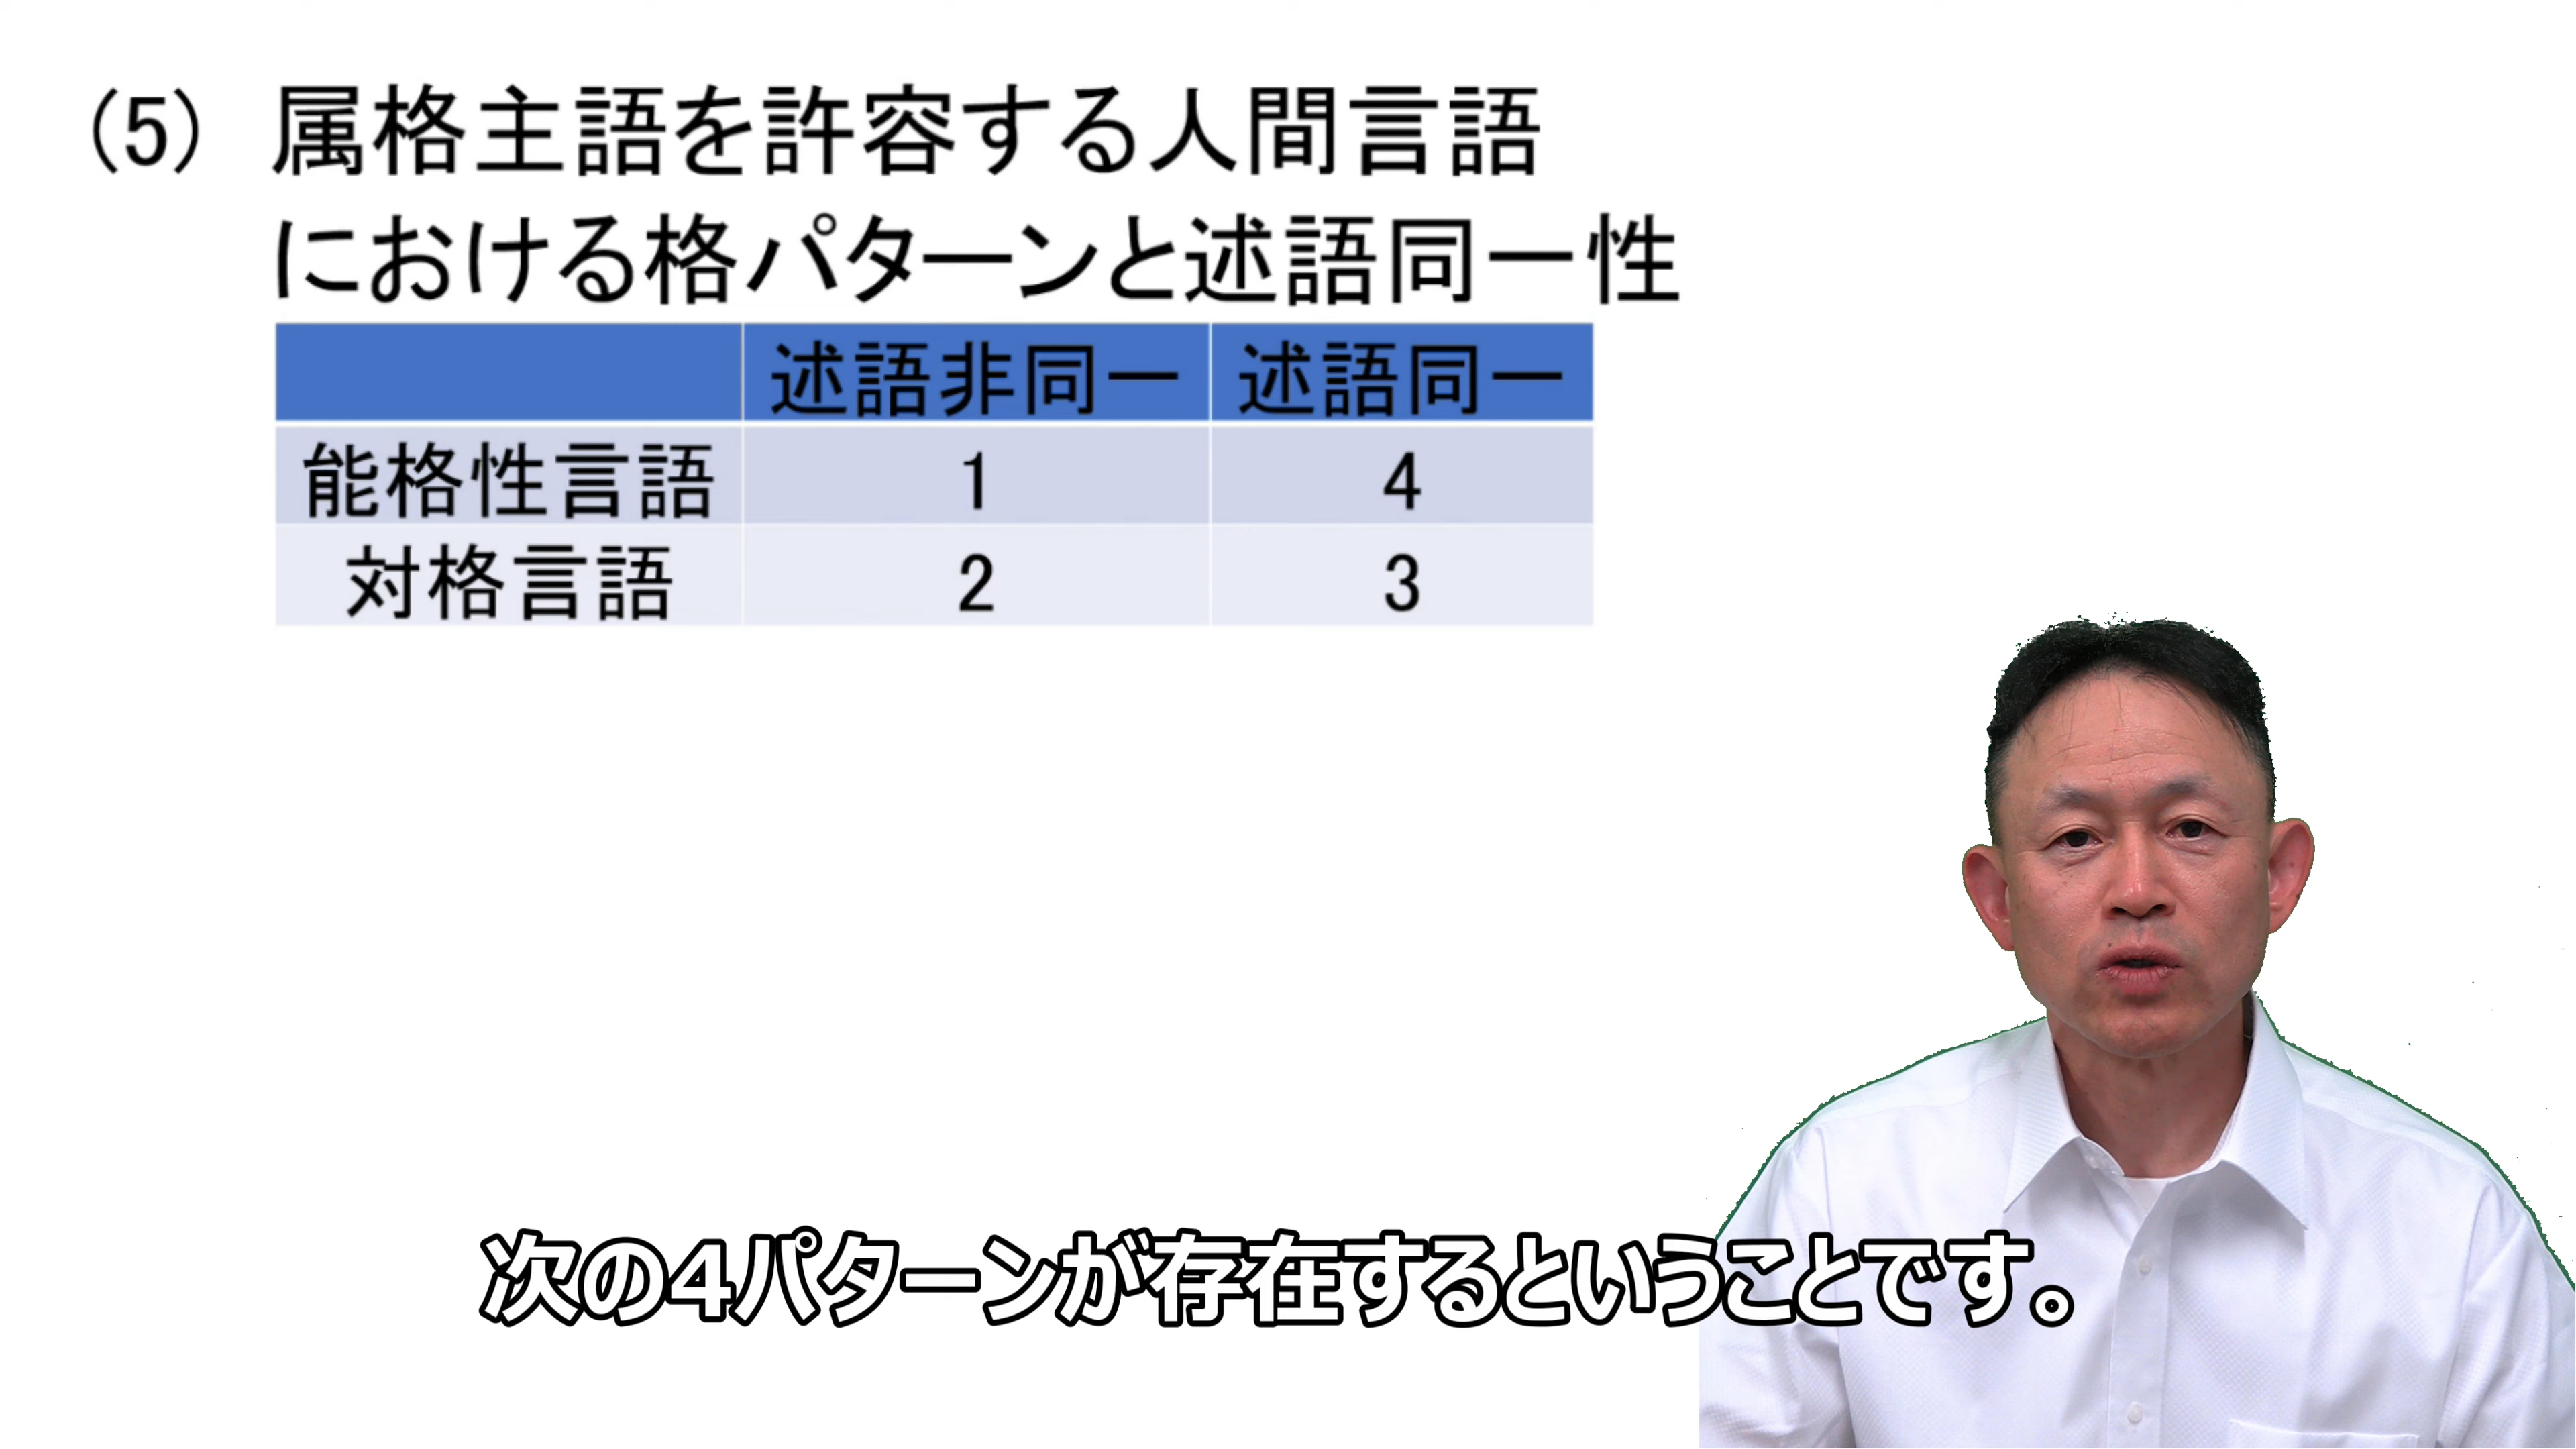 (5) 属格主語を許容する人間言語
における格パターンと述語同一性
述語非同一 述語同一
能格性言語 1 4
対格言語 2 3
次の4パターンが存在するということです。